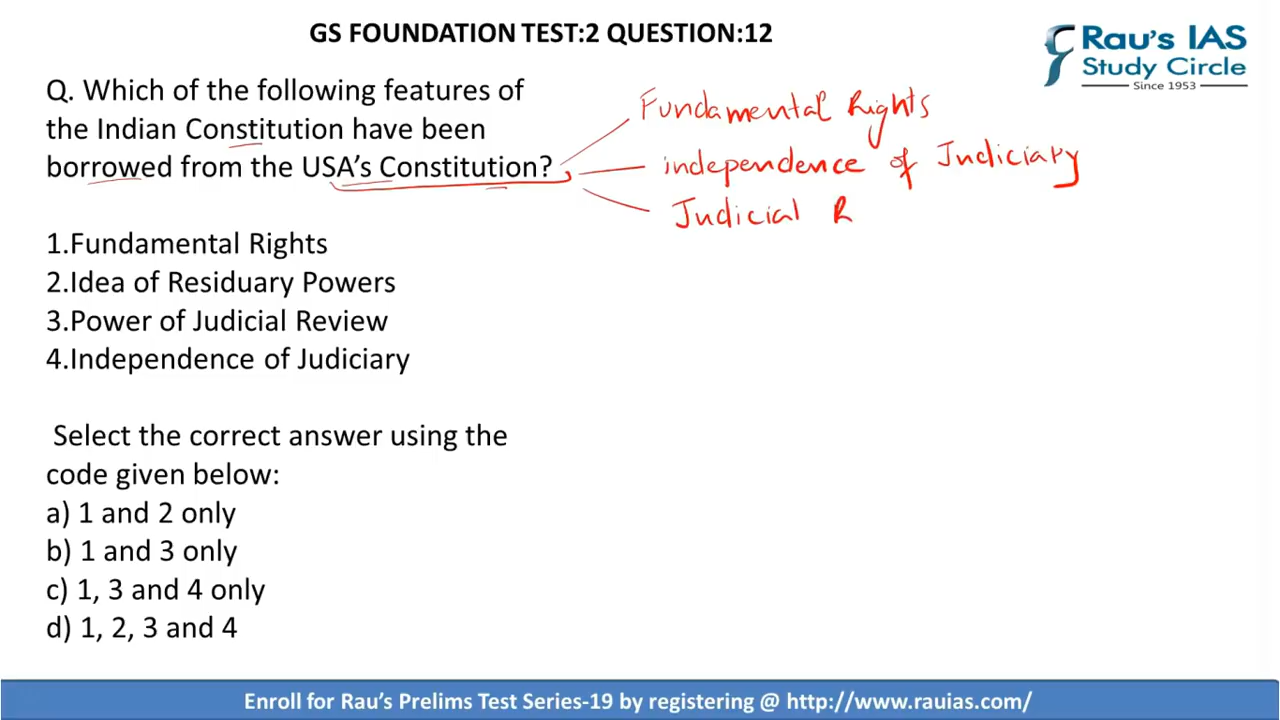 GS FOUNDATION TEST:2 QUESTION:12
Rau's IAS
Study Circle
Since 1953
Q. Which of the following features of
the Indian Constitution have been
borrowed from the USA's Constitution?
Fundamental Rights
independence of Judiciary
Judicial R
1.Fundamental Rights
2.Idea of Residuary Powers
3.Power of Judicial Review
4.Independence of Judiciary
Select the correct answer using the
code given below:
a) 1 and 2 only
b) 1 and 3 only
c) 1, 3 and 4 only
d) 1, 2, 3 and 4
Enroll for Rau's Prelims Test Series-19 by registering @ http://www.rauias.com/